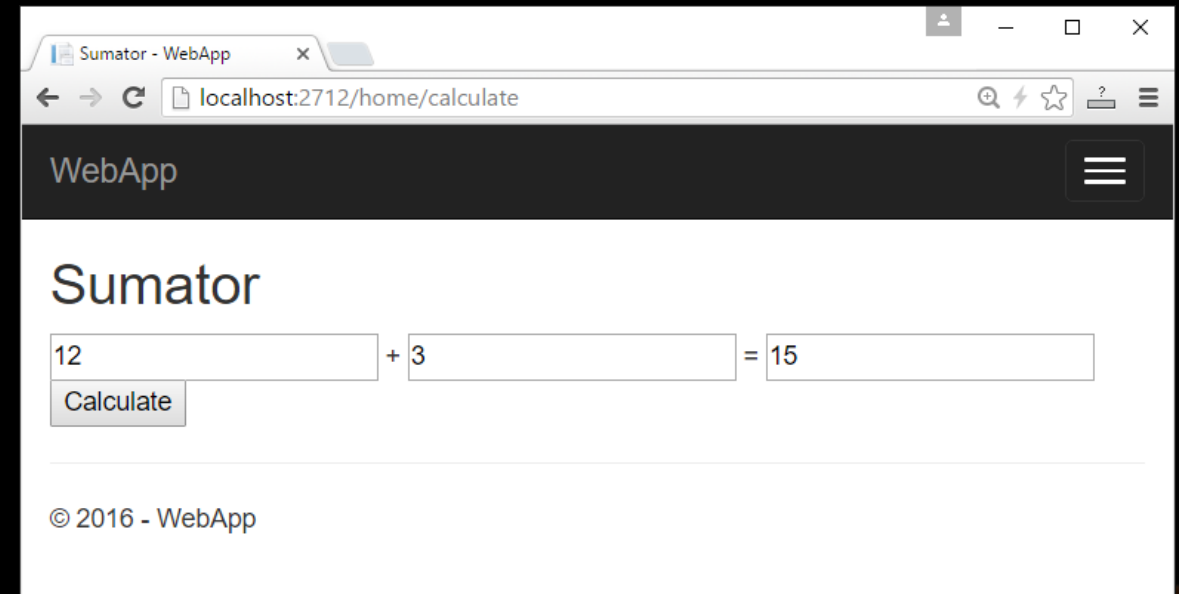 Sumator - WebApp
localhost:2712/home/calculate
?
WebApp
Sumator
12 + 3 = 15
Calculate
© 2016 - WebApp